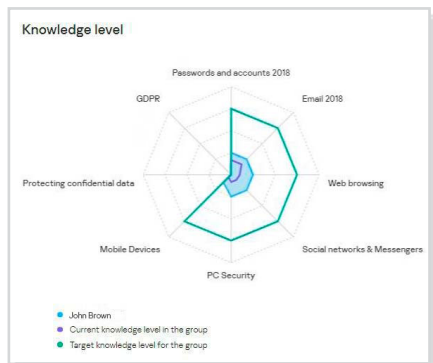 Knowledge level
Passwords and accounts 2018
GDPR
Email 2018
Protecting confidential data
Web browsing
Mobile Devices
Social networks & Messengers
PC Security
John Brown
Current knowledge level in the group
Target knowledge level for the group